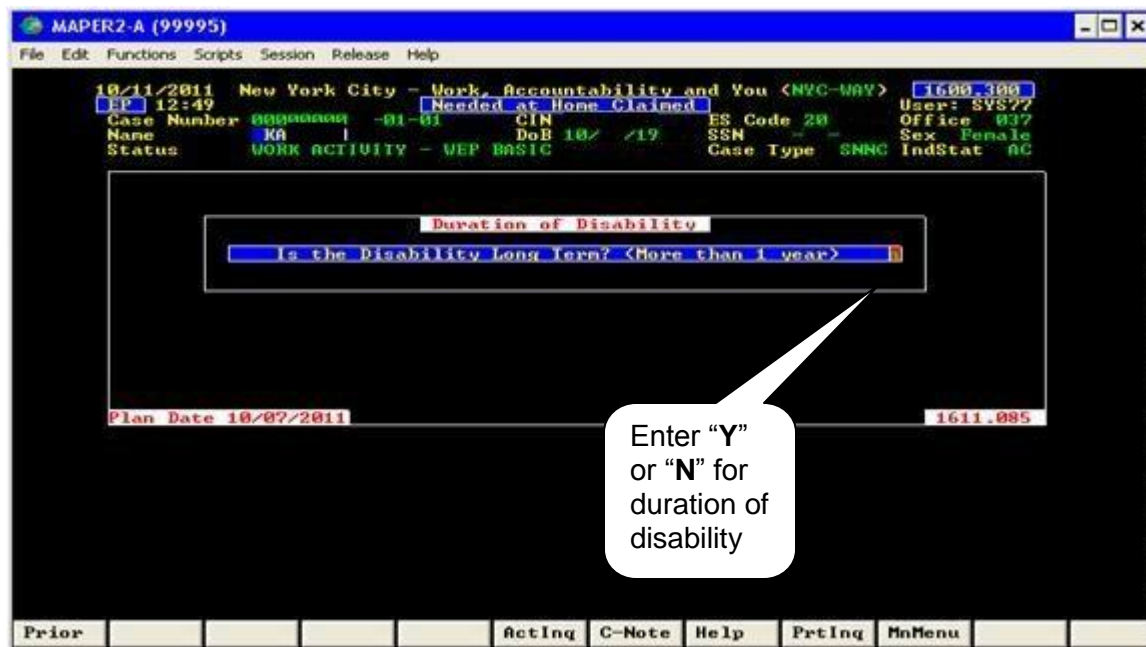 MAPER2-A (99995)
File Edit Functions Scripts Session Release Help
10/11/2011 New York City - Work, Accountability and You <NYC-WAY> 1600.300
EP 12:49 Needed at Home Claimed User: SYS77
Case Number -01-01 CIN ES Code 20 Office 037
Name KA I DoB 10/ /19 SSN - - Sex Female
Status WORK ACTIVITY - WEP BASIC Case Type SNNC IndStat AC
Duration of Disability
Is the Disability Long Term? <More than 1 year> n
Plan Date 10/07/2011 1611.085
Enter “Y”
or “N” for
duration of
disability
Prior ActInq C-Note Help PrtInq MnMenu